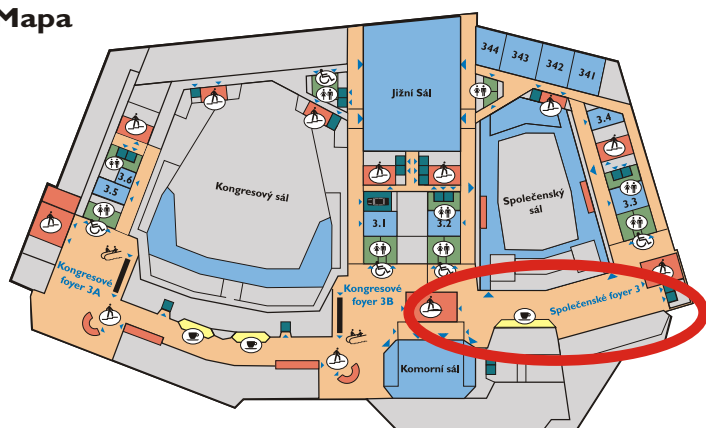 Mapa
344
343
342
341
Jižní Sál
3.4
3.6
3.5
Kongresový sál
Společenský
sál
3.1
3.2
3.3
Kongresové
foyer 3A
Kongresové
foyer 3B
Společenské foyer 3
Komorní sál